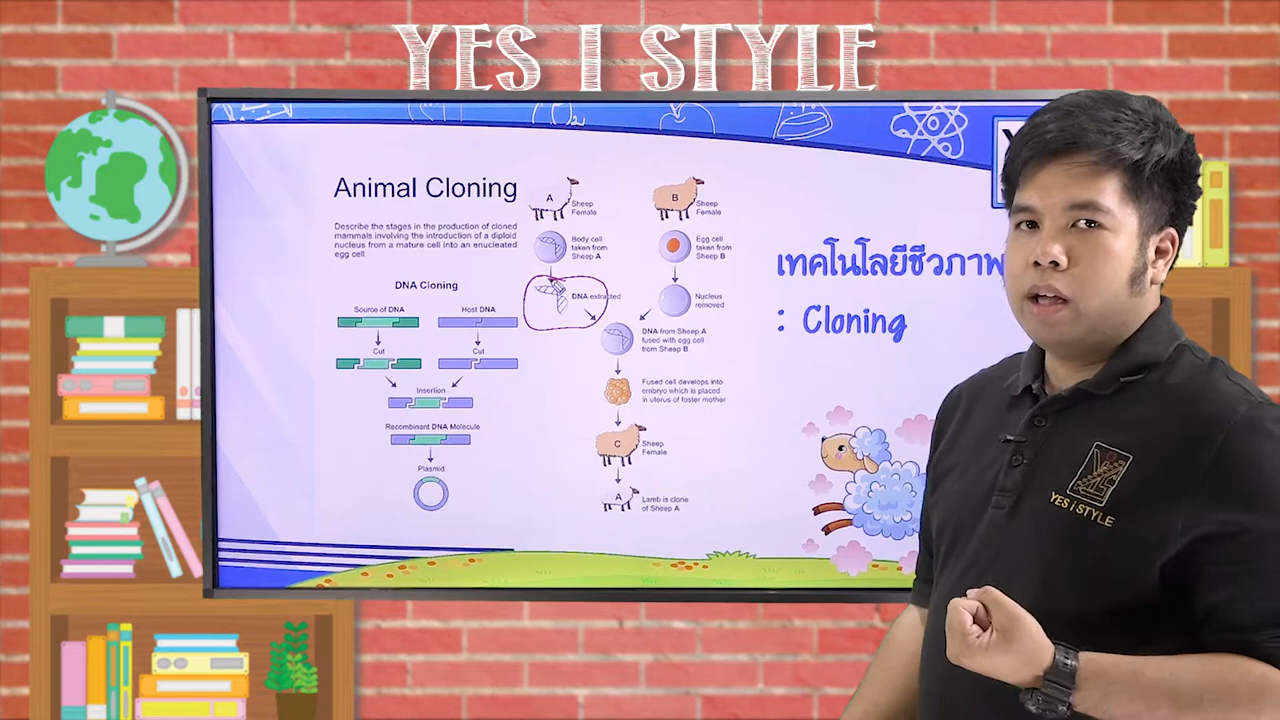 YES I STYLE
Animal Cloning
Describe the stages in the production of cloned
mammals involving the introduction of a diploid
nucleus from a mature cell into an enucleated
egg cell.
DNA Cloning
Source of DNA
Host DNA
Cut
Cut
Insertion
Recombinant DNA Molecule
Plasmid
A
Sheep
Female
B
Sheep
Female
Body cell
taken from
Sheep A
Egg cell
taken from
Sheep B
DNA extracted
Nucleus
removed
DNA from Sheep A
fused with egg cell
from Sheep B
Fused cell develops into
embryo which is placed
in uterus of foster mother
C
Sheep
Female
A
Lamb is clone
of Sheep A
เทคโนโลยีชีวภาพ
: Cloning
YES i STYLE